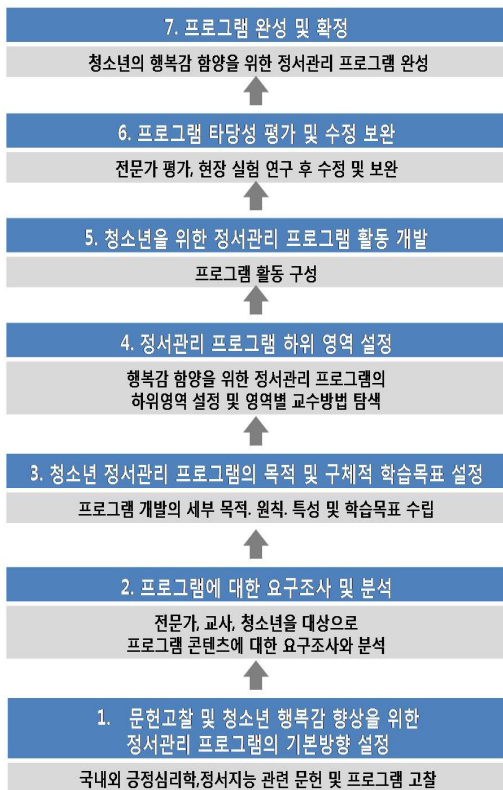 7. 프로그램 완성 및 확정
청소년의 행복감 함양을 위한 정서관리 프로그램 완성
6. 프로그램 타당성 평가 및 수정 보완
전문가 평가, 현장 실험 연구 후 수정 및 보완
5. 청소년을 위한 정서관리 프로그램 활동 개발
프로그램 활동 구성
4. 정서관리 프로그램 하위 영역 설정
행복감 함양을 위한 정서관리 프로그램의
하위영역 설정 및 영역별 교수방법 탐색
3. 청소년 정서관리 프로그램의 목적 및 구체적 학습목표 설정
프로그램 개발의 세부 목적. 원칙. 특성 및 학습목표 수립
2. 프로그램에 대한 요구조사 및 분석
전문가, 교사, 청소년을 대상으로
프로그램 콘텐츠에 대한 요구조사와 분석
1. 문헌고찰 및 청소년 행복감 향상을 위한
정서관리 프로그램의 기본방향 설정
국내외 긍정심리학,정서지능 관련 문헌 및 프로그램 고찰